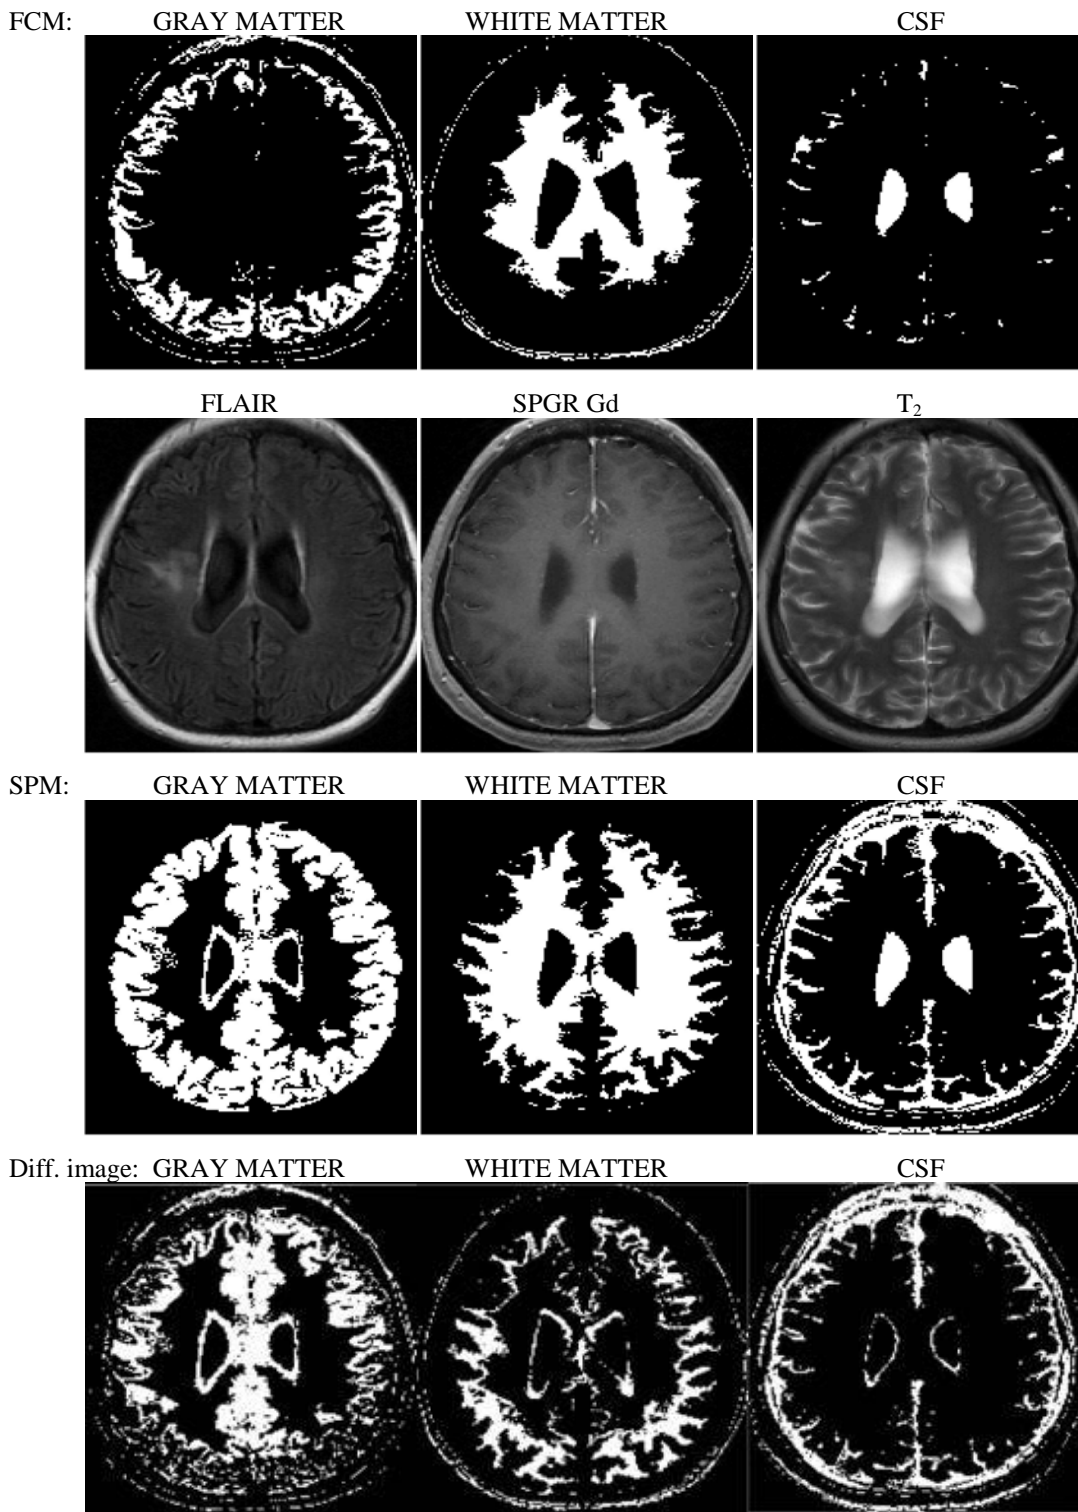 FCM: GRAY MATTER WHITE MATTER CSF
FLAIR SPGR Gd T₂
SPM: GRAY MATTER WHITE MATTER CSF
Diff. image: GRAY MATTER WHITE MATTER CSF